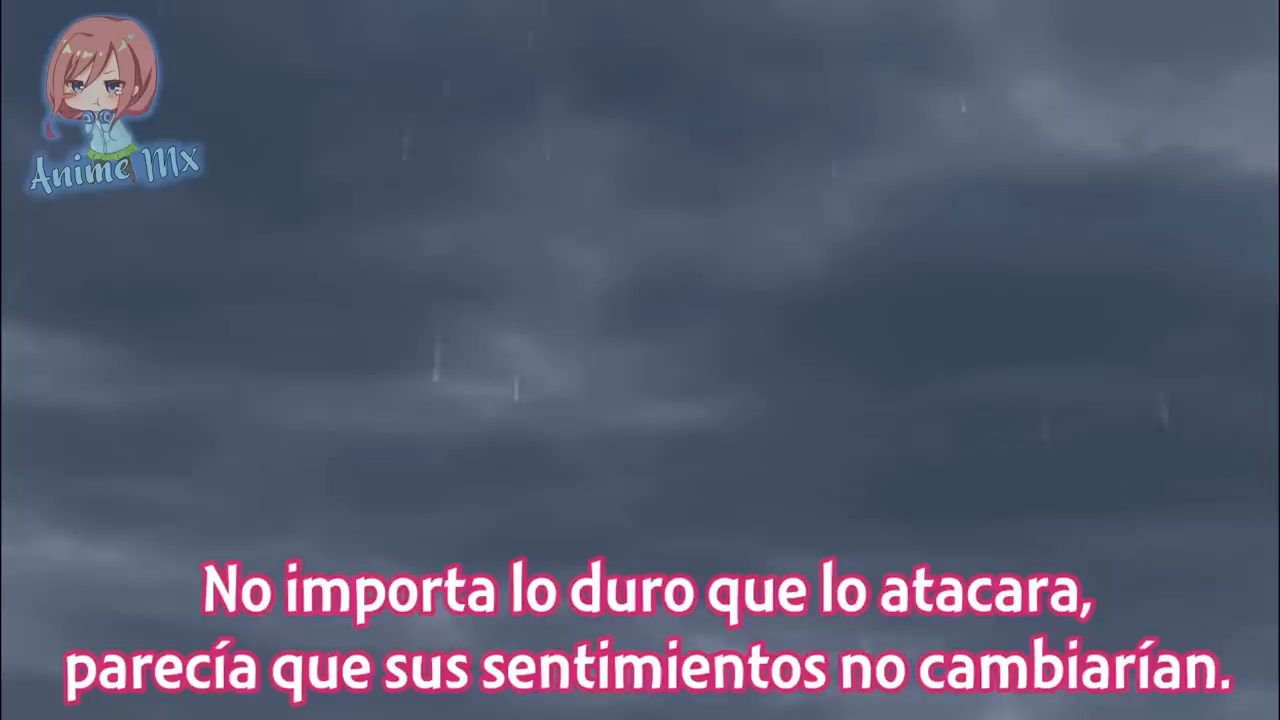 Anime Mx
No importa lo duro que lo atacara,
parecía que sus sentimientos no cambiarían.